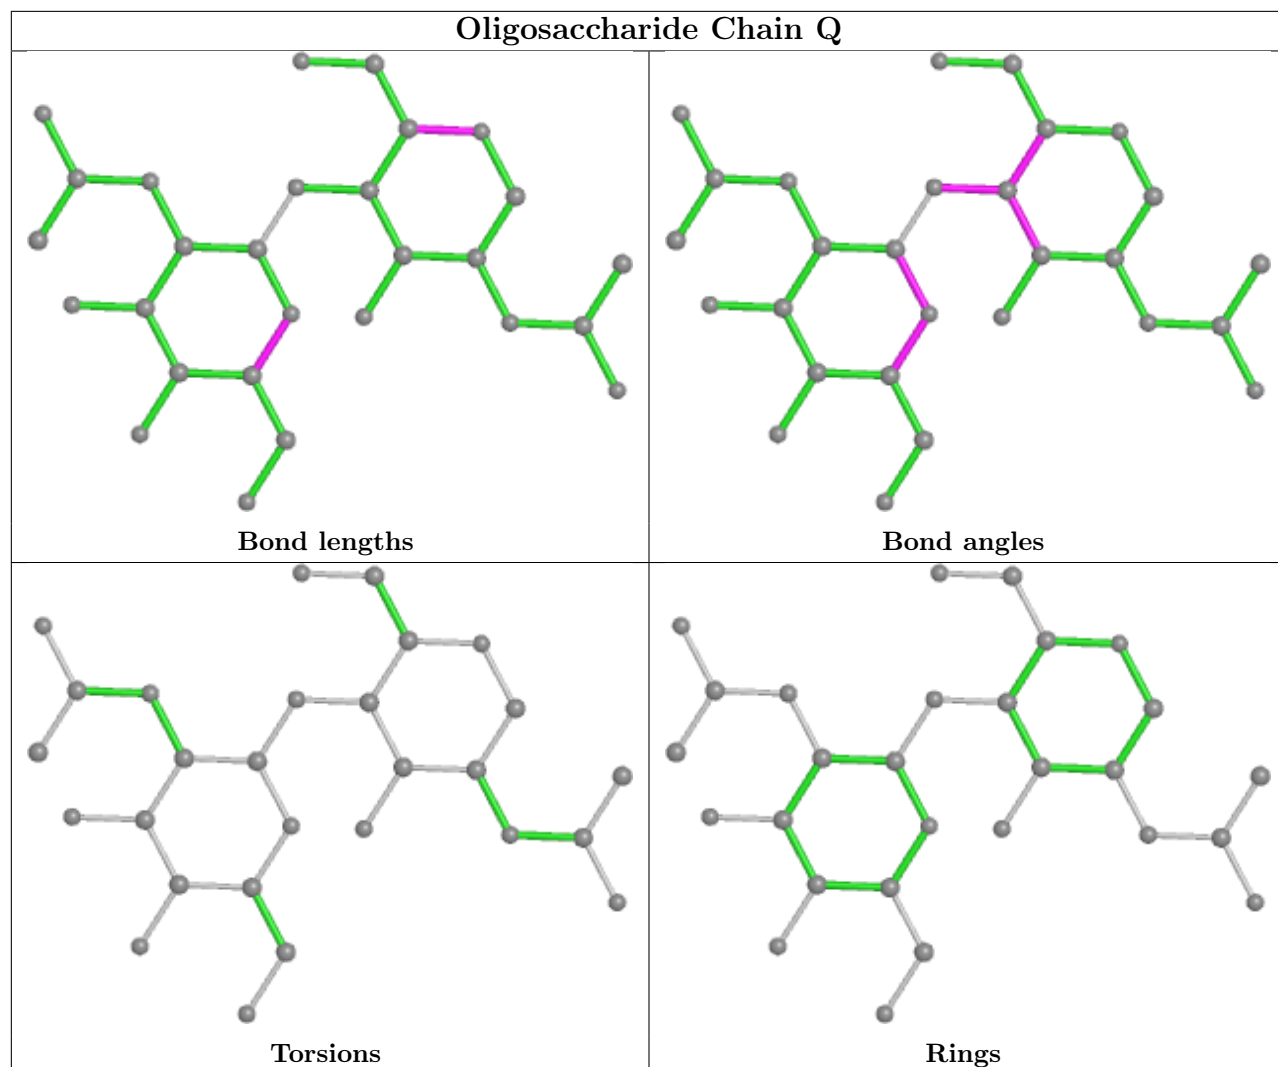 Oligosaccharide Chain Q
Bond lengths
Bond angles
Torsions
Rings